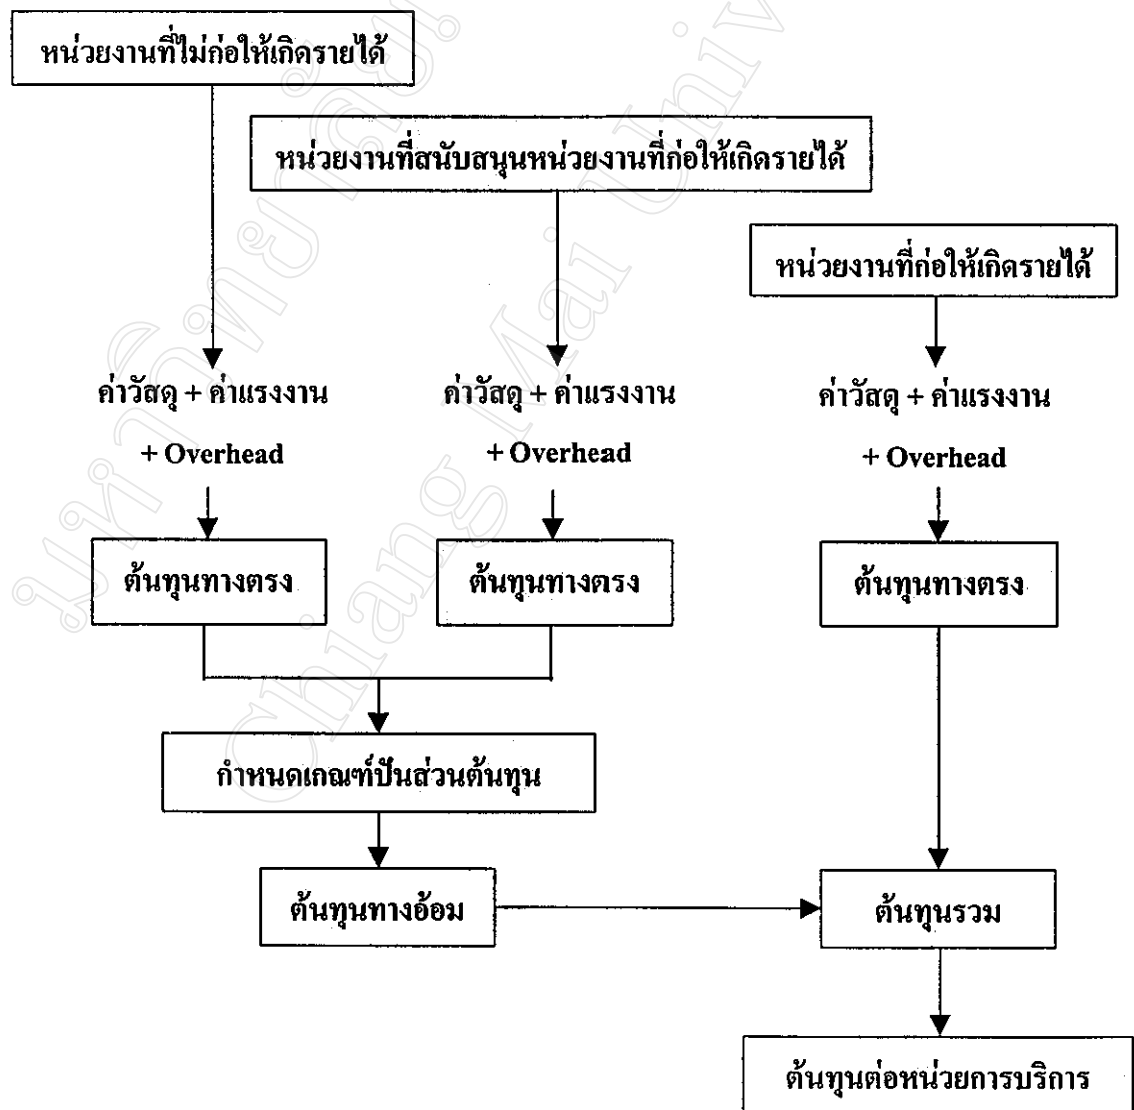 หน่วยงานที่ไม่ก่อให้เกิดรายได้
หน่วยงานที่สนับสนุนหน่วยงานที่ก่อให้เกิดรายได้
หน่วยงานที่ก่อให้เกิดรายได้
ค่าวัสดุ + ค่าแรงงาน
+ Overhead
ค่าวัสดุ + ค่าแรงงาน
+ Overhead
ค่าวัสดุ + ค่าแรงงาน
+ Overhead
ต้นทุนทางตรง
ต้นทุนทางตรง
ต้นทุนทางตรง
กำหนดเกณฑ์ปันส่วนต้นทุน
ต้นทุนทางอ้อม
ต้นทุนรวม
ต้นทุนต่อหน่วยการบริการ
Chiang Mai Univ